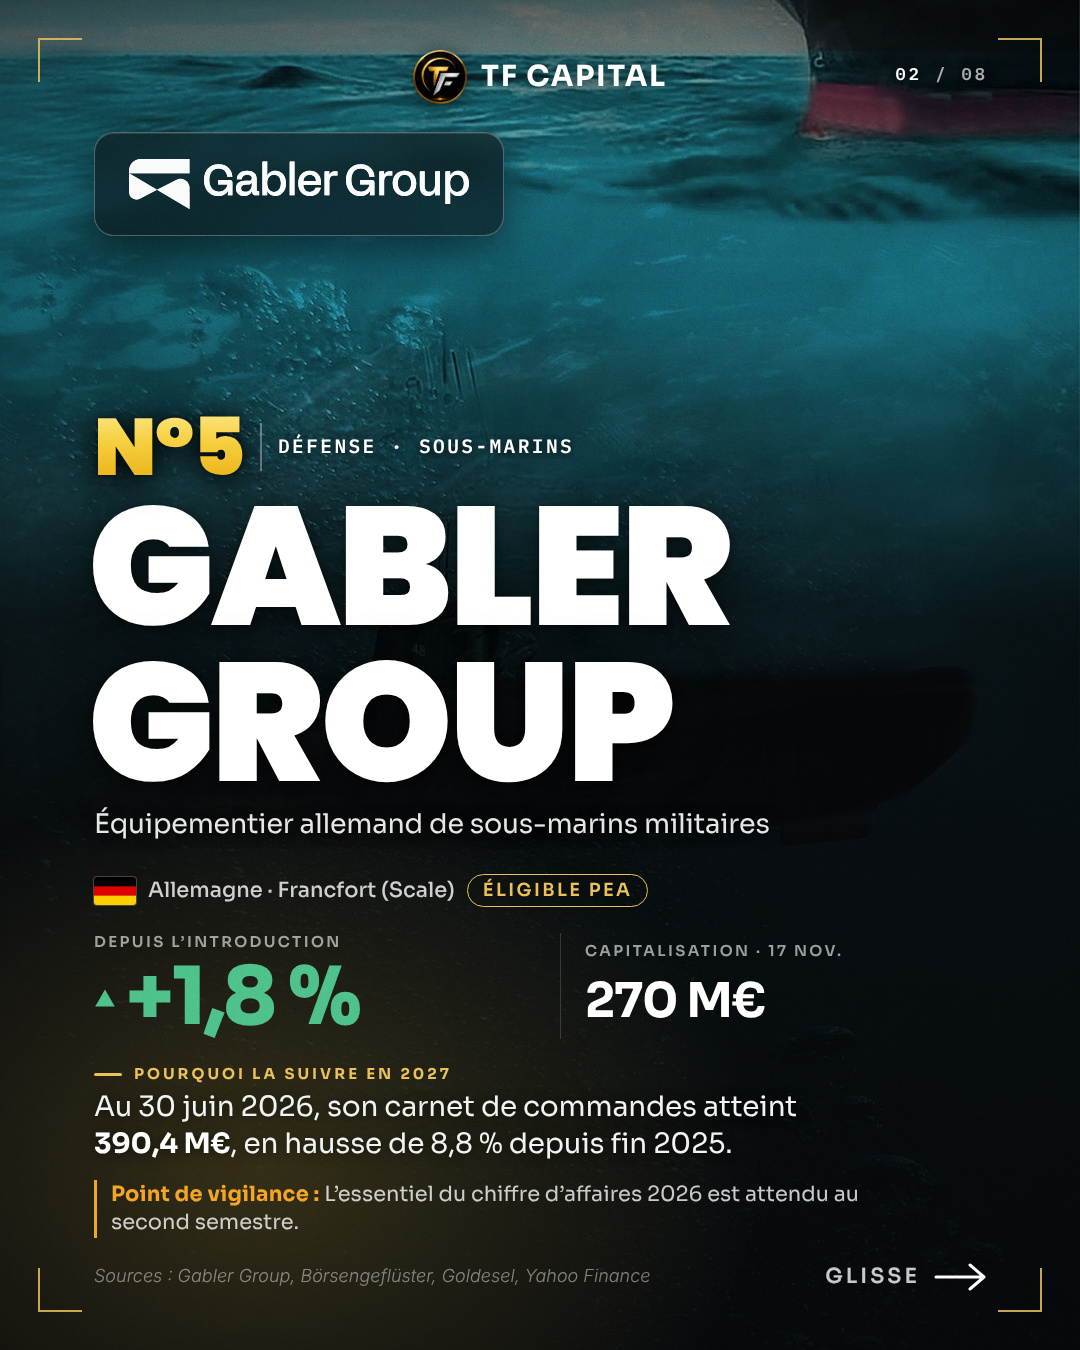 TF CAPITAL
02 / 08
Gabler Group
N°5
DÉFENSE · SOUS-MARINS
GABLER
GROUP
Équipementier allemand de sous-marins militaires
Allemagne · Francfort (Scale)
ÉLIGIBLE PEA
DEPUIS L’INTRODUCTION
▲ +1,8 %
CAPITALISATION · 17 NOV.
270 M€
POURQUOI LA SUIVRE EN 2027
Au 30 juin 2026, son carnet de commandes atteint
390,4 M€, en hausse de 8,8 % depuis fin 2025.
Point de vigilance : L’essentiel du chiffre d’affaires 2026 est attendu au
second semestre.
Sources : Gabler Group, Börsengeflüster, Goldesel, Yahoo Finance
GLISSE